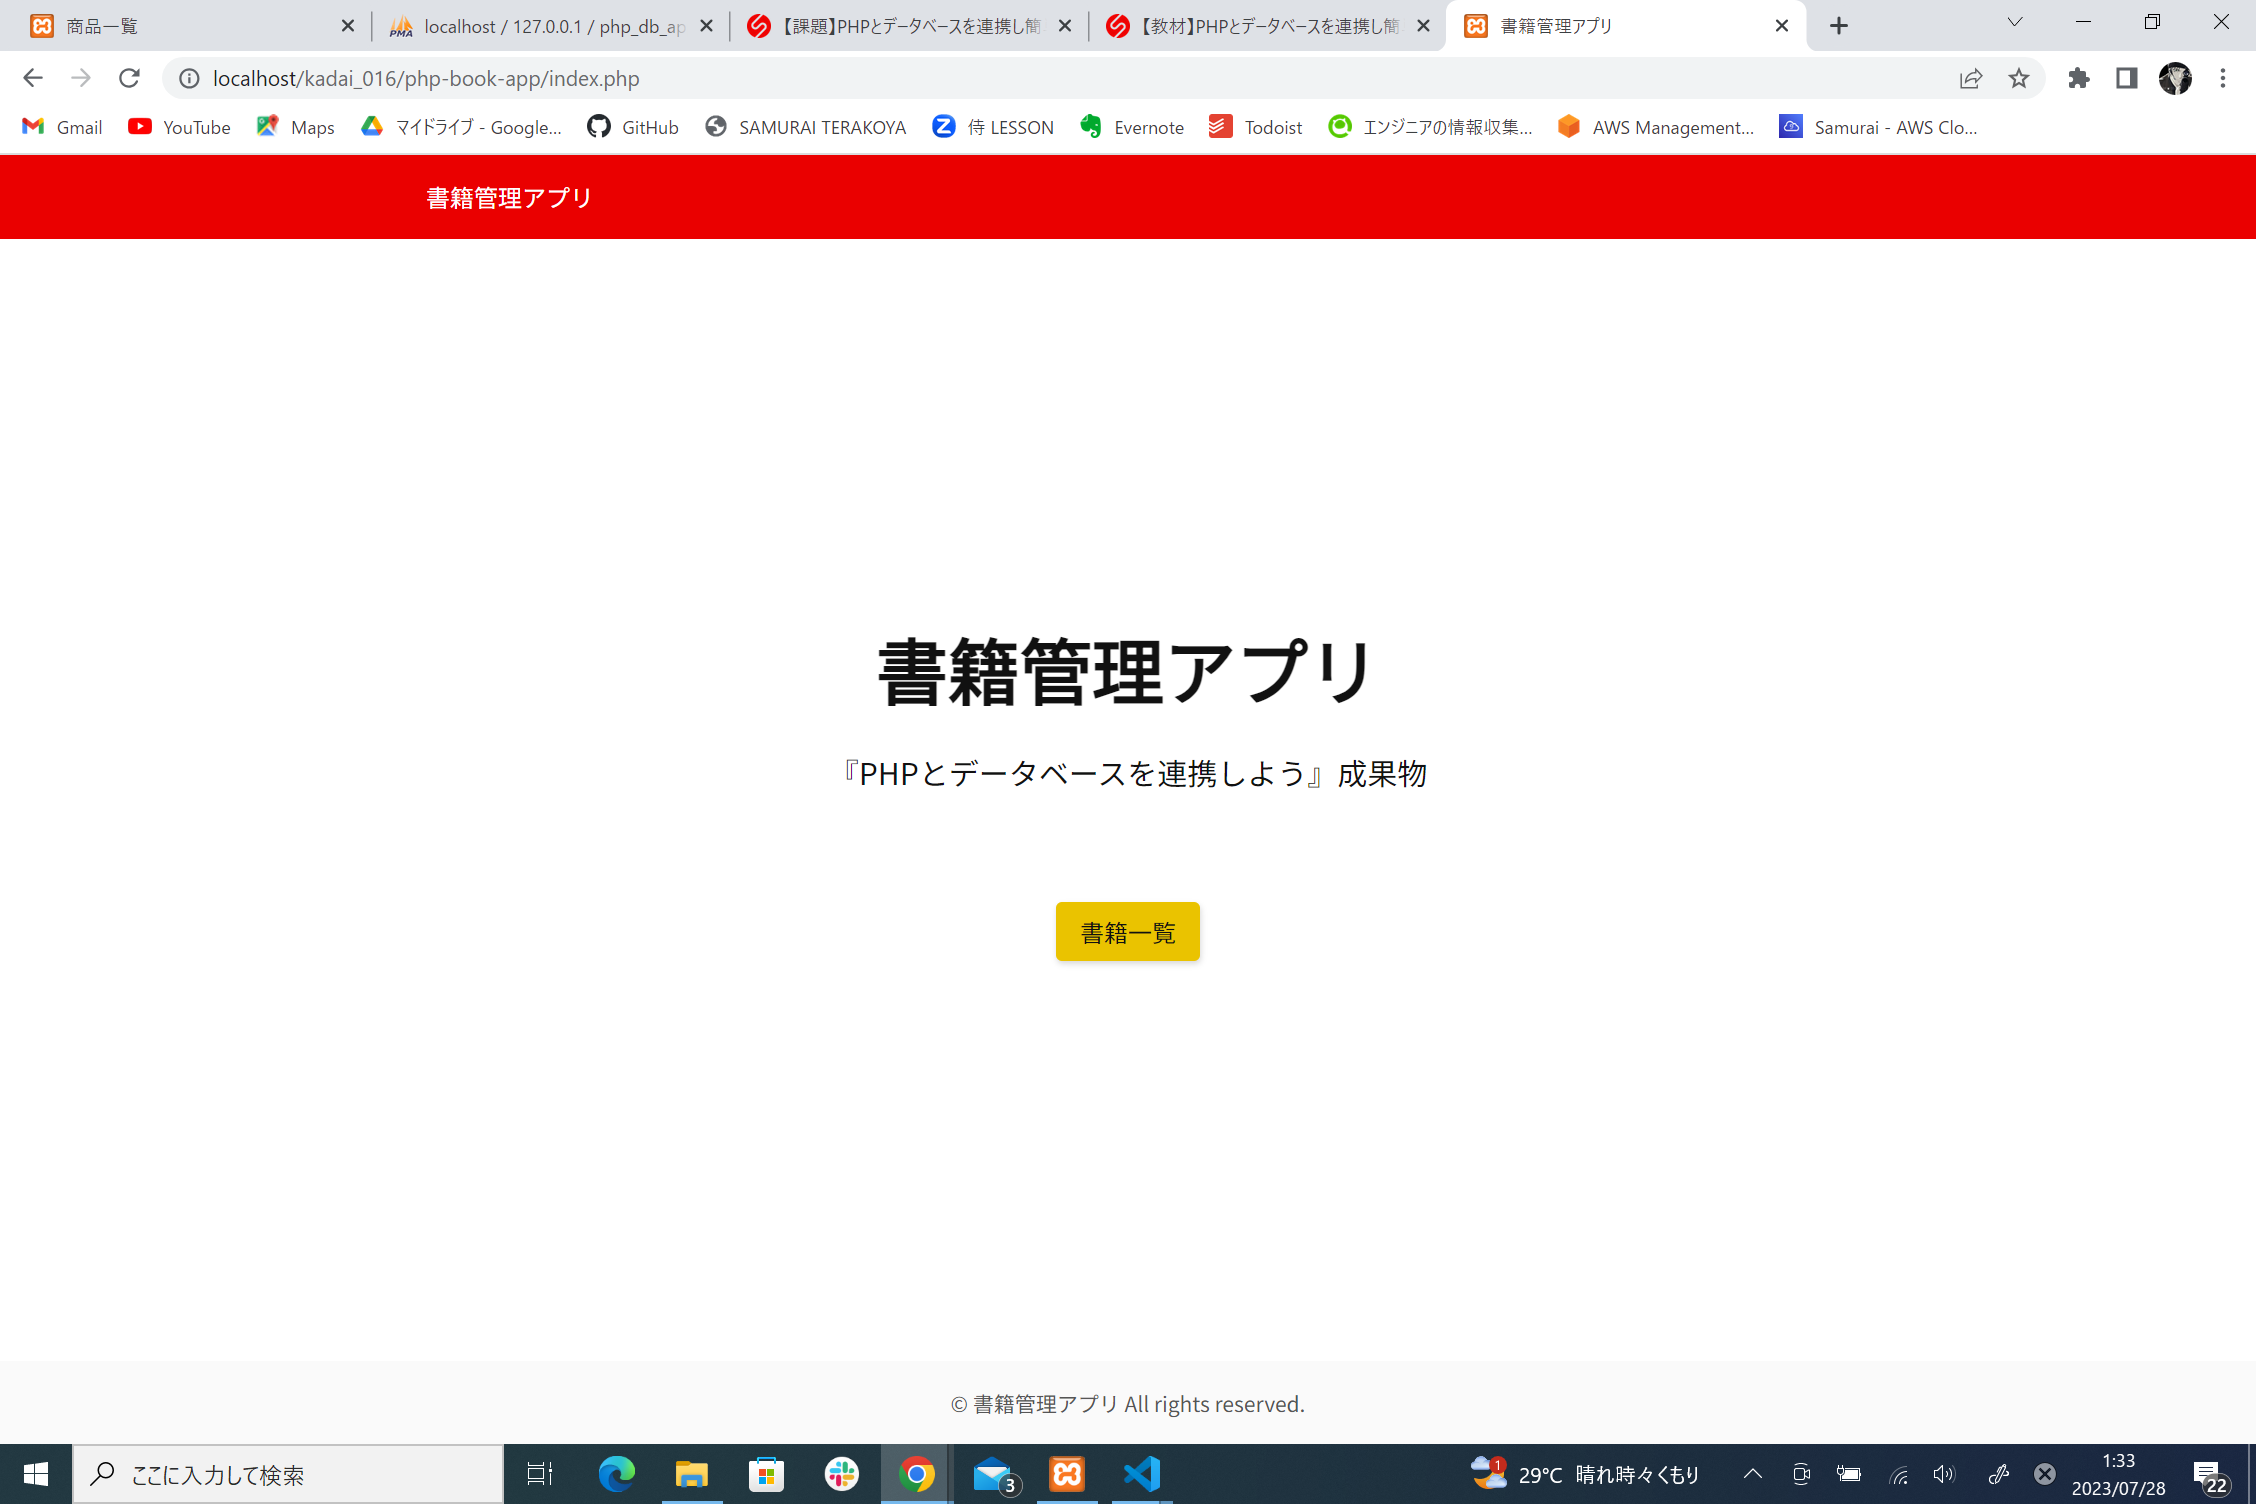 商品一覧
localhost / 127.0.0.1 / php_db_ap
【課題】PHPとデータベースを連携し簡
【教材】PHPとデータベースを連携し簡
書籍管理アプリ
localhost/kadai_016/php-book-app/index.php
Gmail
YouTube
Maps
マイドライブ - Google...
GitHub
SAMURAI TERAKOYA
侍 LESSON
Evernote
Todoist
エンジニアの情報収集...
AWS Management...
Samurai - AWS Clo...
書籍管理アプリ
書籍管理アプリ
『PHPとデータベースを連携しよう』成果物
書籍一覧
© 書籍管理アプリ All rights reserved.
ここに入力して検索
3
1
29°C 晴れ時々くもり
1:33
2023/07/28
22